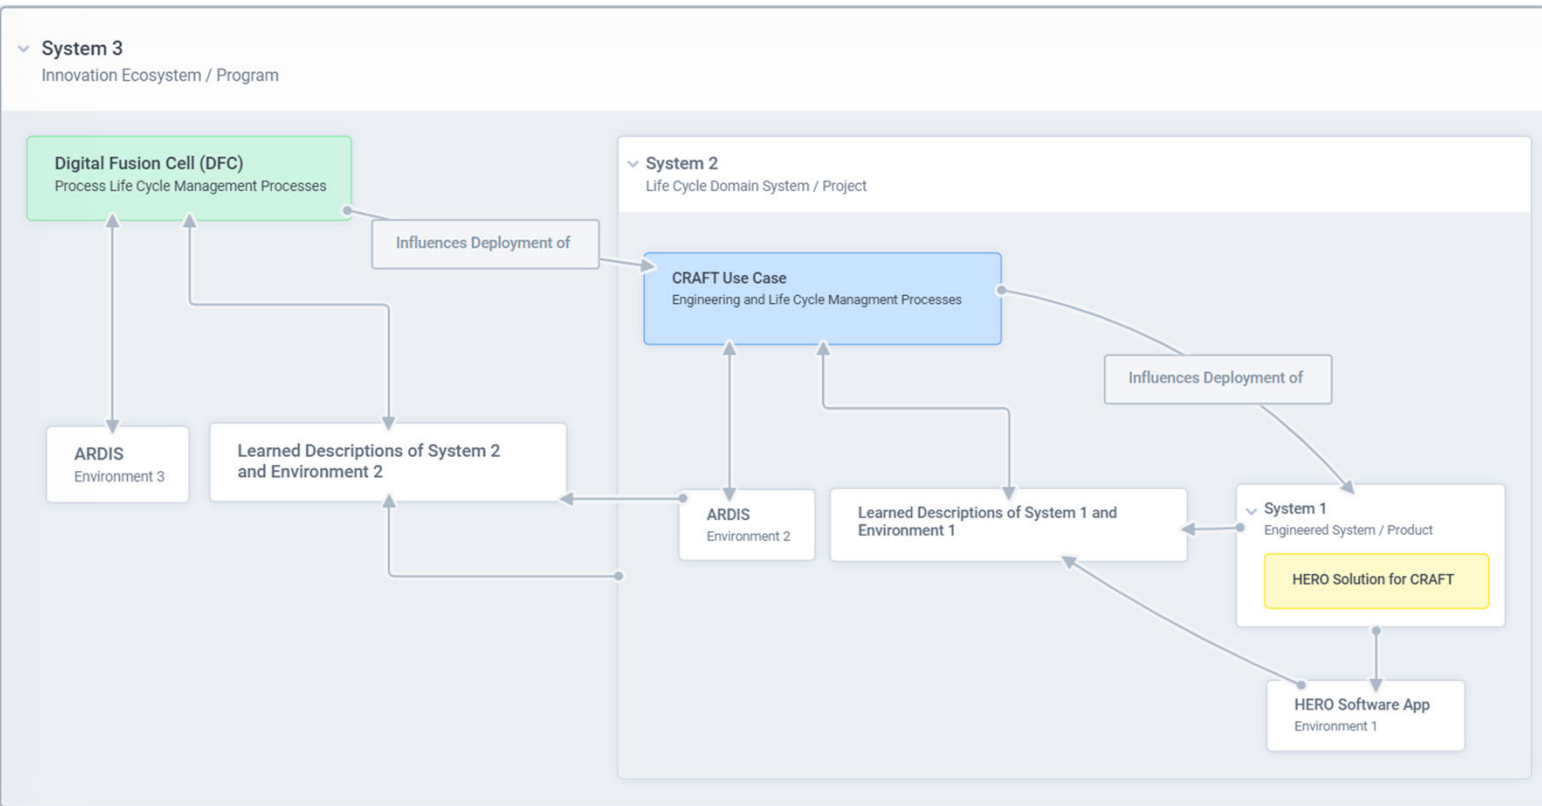 System 3
Innovation Ecosystem / Program
Digital Fusion Cell (DFC)
Process Life Cycle Management Processes
System 2
Life Cycle Domain System / Project
Influences Deployment of
CRAFT Use Case
Engineering and Life Cycle Managment Processes
Influences Deployment of
ARDIS
Environment 3
Learned Descriptions of System 2
and Environment 2
ARDIS
Environment 2
Learned Descriptions of System 1 and
Environment 1
System 1
Engineered System / Product
HERO Solution for CRAFT
HERO Software App
Environment 1